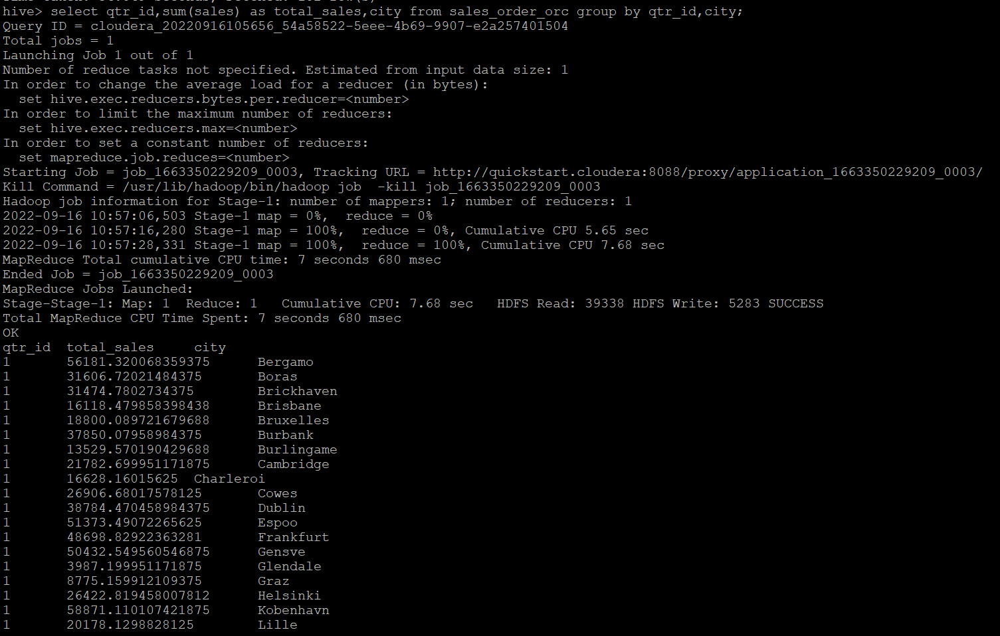 hive> select qtr_id,sum(sales) as total_sales,city from sales_order_orc group by qtr_id,city;
Query ID = cloudera_20220916105656_54a58522-5eee-4b69-9907-e2a257401504
Total jobs = 1
Launching Job 1 out of 1
Number of reduce tasks not specified. Estimated from input data size: 1
In order to change the average load for a reducer (in bytes):
  set hive.exec.reducers.bytes.per.reducer=<number>
In order to limit the maximum number of reducers:
  set hive.exec.reducers.max=<number>
In order to set a constant number of reducers:
  set mapreduce.job.reduces=<number>
Starting Job = job_1663350229209_0003, Tracking URL = http://quickstart.cloudera:8088/proxy/application_1663350229209_0003/
Kill Command = /usr/lib/hadoop/bin/hadoop job  -kill job_1663350229209_0003
Hadoop job information for Stage-1: number of mappers: 1; number of reducers: 1
2022-09-16 10:57:06,503 Stage-1 map = 0%,  reduce = 0%
2022-09-16 10:57:16,280 Stage-1 map = 100%,  reduce = 0%, Cumulative CPU 5.65 sec
2022-09-16 10:57:28,331 Stage-1 map = 100%,  reduce = 100%, Cumulative CPU 7.68 sec
MapReduce Total cumulative CPU time: 7 seconds 680 msec
Ended Job = job_1663350229209_0003
MapReduce Jobs Launched:
Stage-Stage-1: Map: 1  Reduce: 1   Cumulative CPU: 7.68 sec   HDFS Read: 39338 HDFS Write: 5283 SUCCESS
Total MapReduce CPU Time Spent: 7 seconds 680 msec
OK
qtr_id  total_sales     city
1       56181.320068359375      Bergamo
1       31606.72021484375       Boras
1       31474.7802734375        Brickhaven
1       16118.479858398438      Brisbane
1       18800.089721679688      Bruxelles
1       37850.07958984375       Burbank
1       13529.570190429688      Burlingame
1       21782.699951171875      Cambridge
1       16628.16015625  Charleroi
1       26906.68017578125       Cowes
1       38784.470458984375      Dublin
1       51373.49072265625       Espoo
1       48698.82922363281       Frankfurt
1       50432.549560546875      Gensve
1       3987.199951171875       Glendale
1       8775.159912109375       Graz
1       26422.819458007812      Helsinki
1       58871.110107421875      Kobenhavn
1       20178.1298828125        Lille